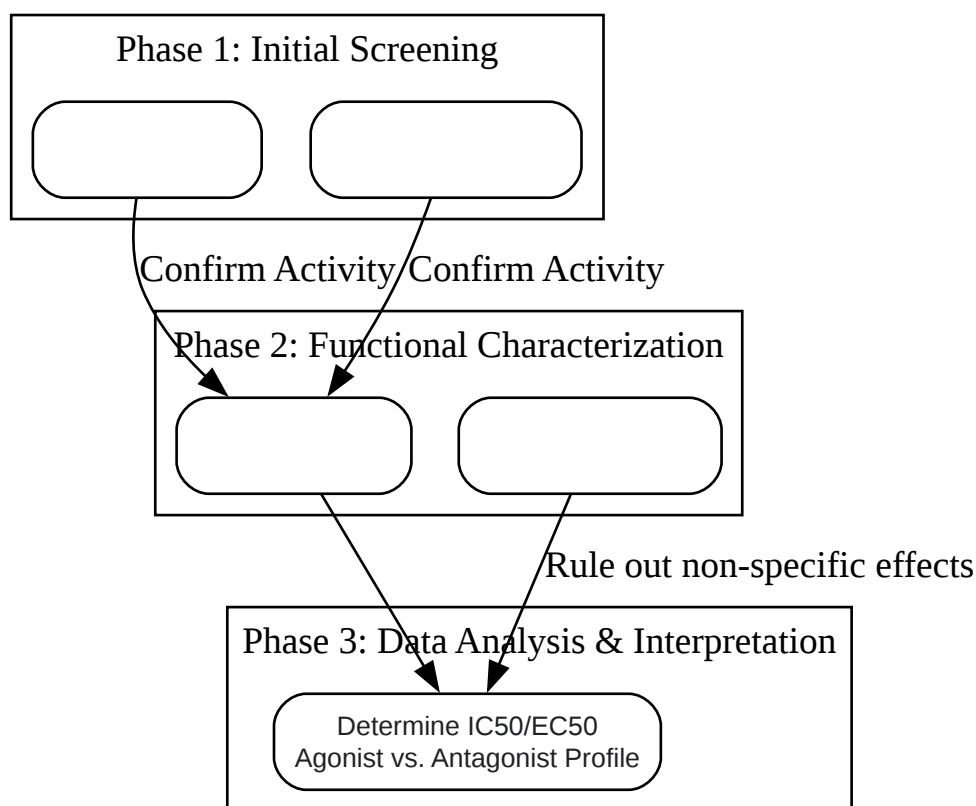 Phase 1: Initial Screening
Confirm Activity
Confirm Activity
Phase 2: Functional Characterization
Rule out non-specific effects
Phase 3: Data Analysis & Interpretation
Determine IC50/EC50
Agonist vs. Antagonist Profile